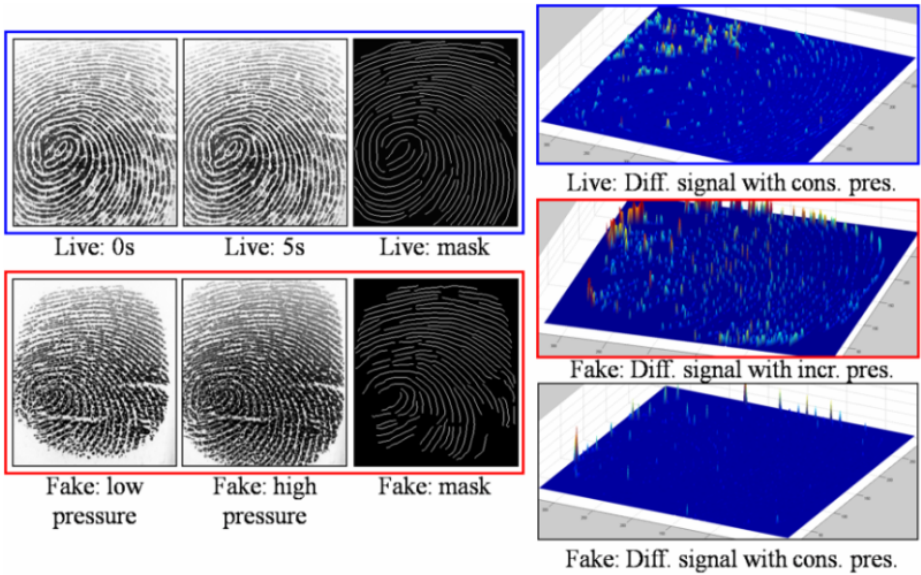 Live: 0s
Live: 5s
Live: mask
Live: Diff. signal with cons. pres.
Fake: low
pressure
Fake: high
pressure
Fake: mask
Fake: Diff. signal with incr. pres.
Fake: Diff. signal with cons. pres.